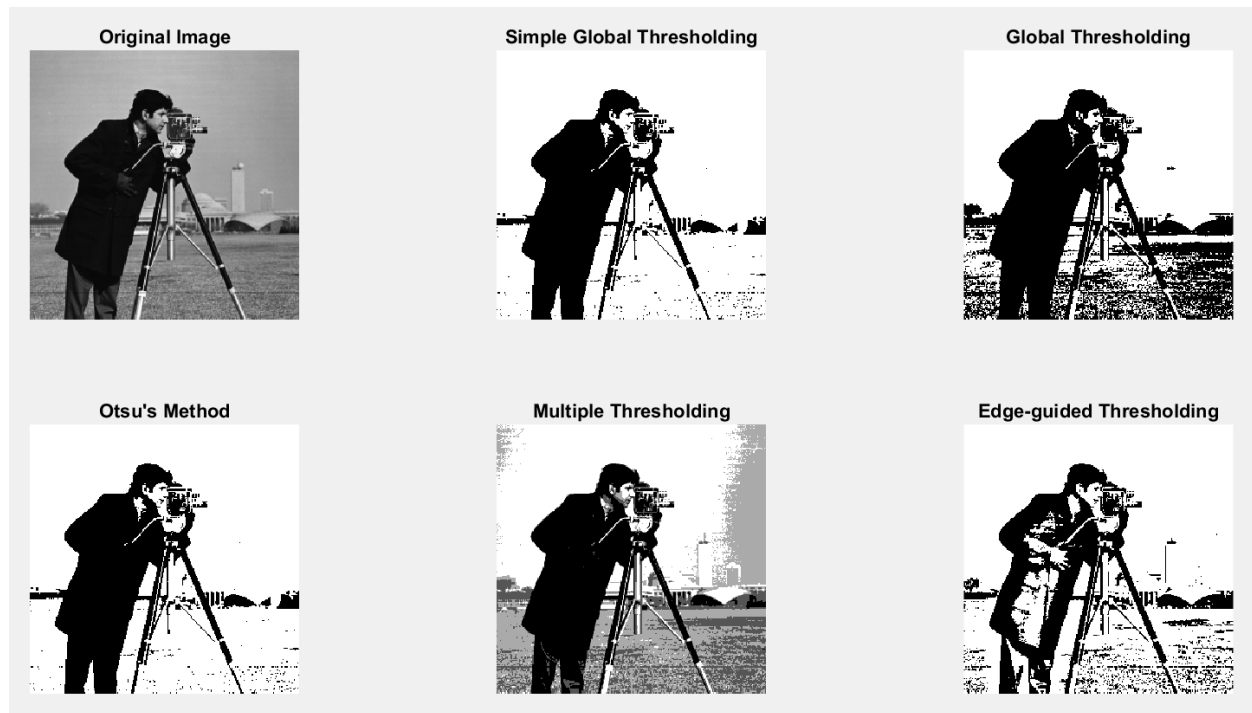 Original Image
Simple Global Thresholding
Global Thresholding
Otsu's Method
Multiple Thresholding
Edge-guided Thresholding